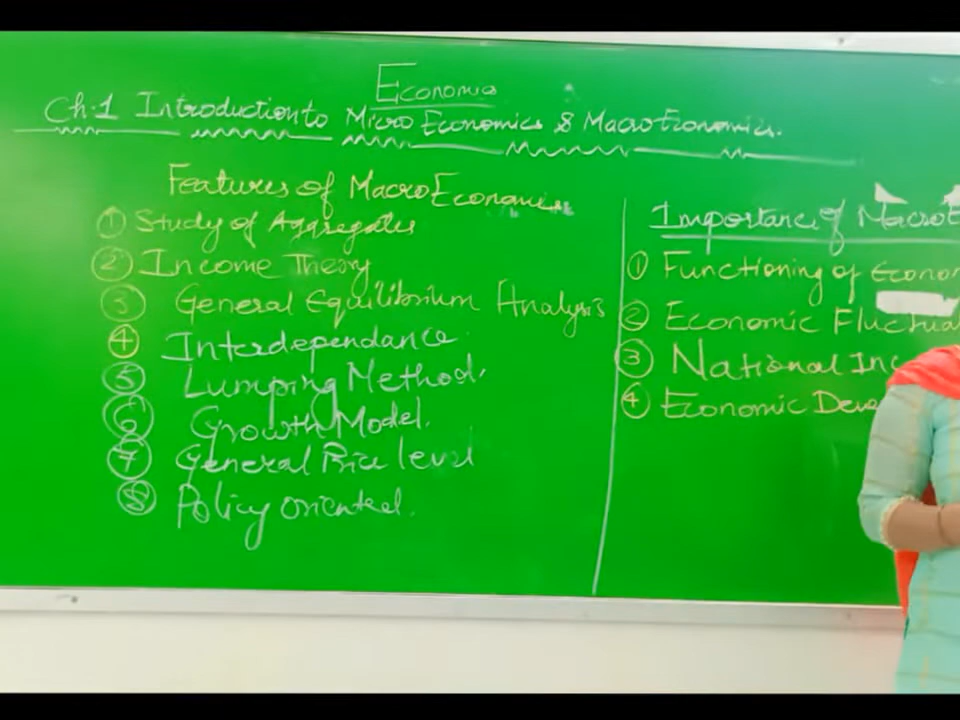 Economics
Ch.1 Introduction to Micro Economics & Macro Economics.
Features of Macro Economics
① Study of Aggregates
② Income Theory
③ General Equilibrium Analysis
④ Interdependance
⑤ Lumping Method.
⑥ Growth Model.
⑦ General Price level
⑧ Policy oriented.
Importance of Macro
① Functioning of Econo
② Economic Fluctua
③ National Inc
④ Economic Deve